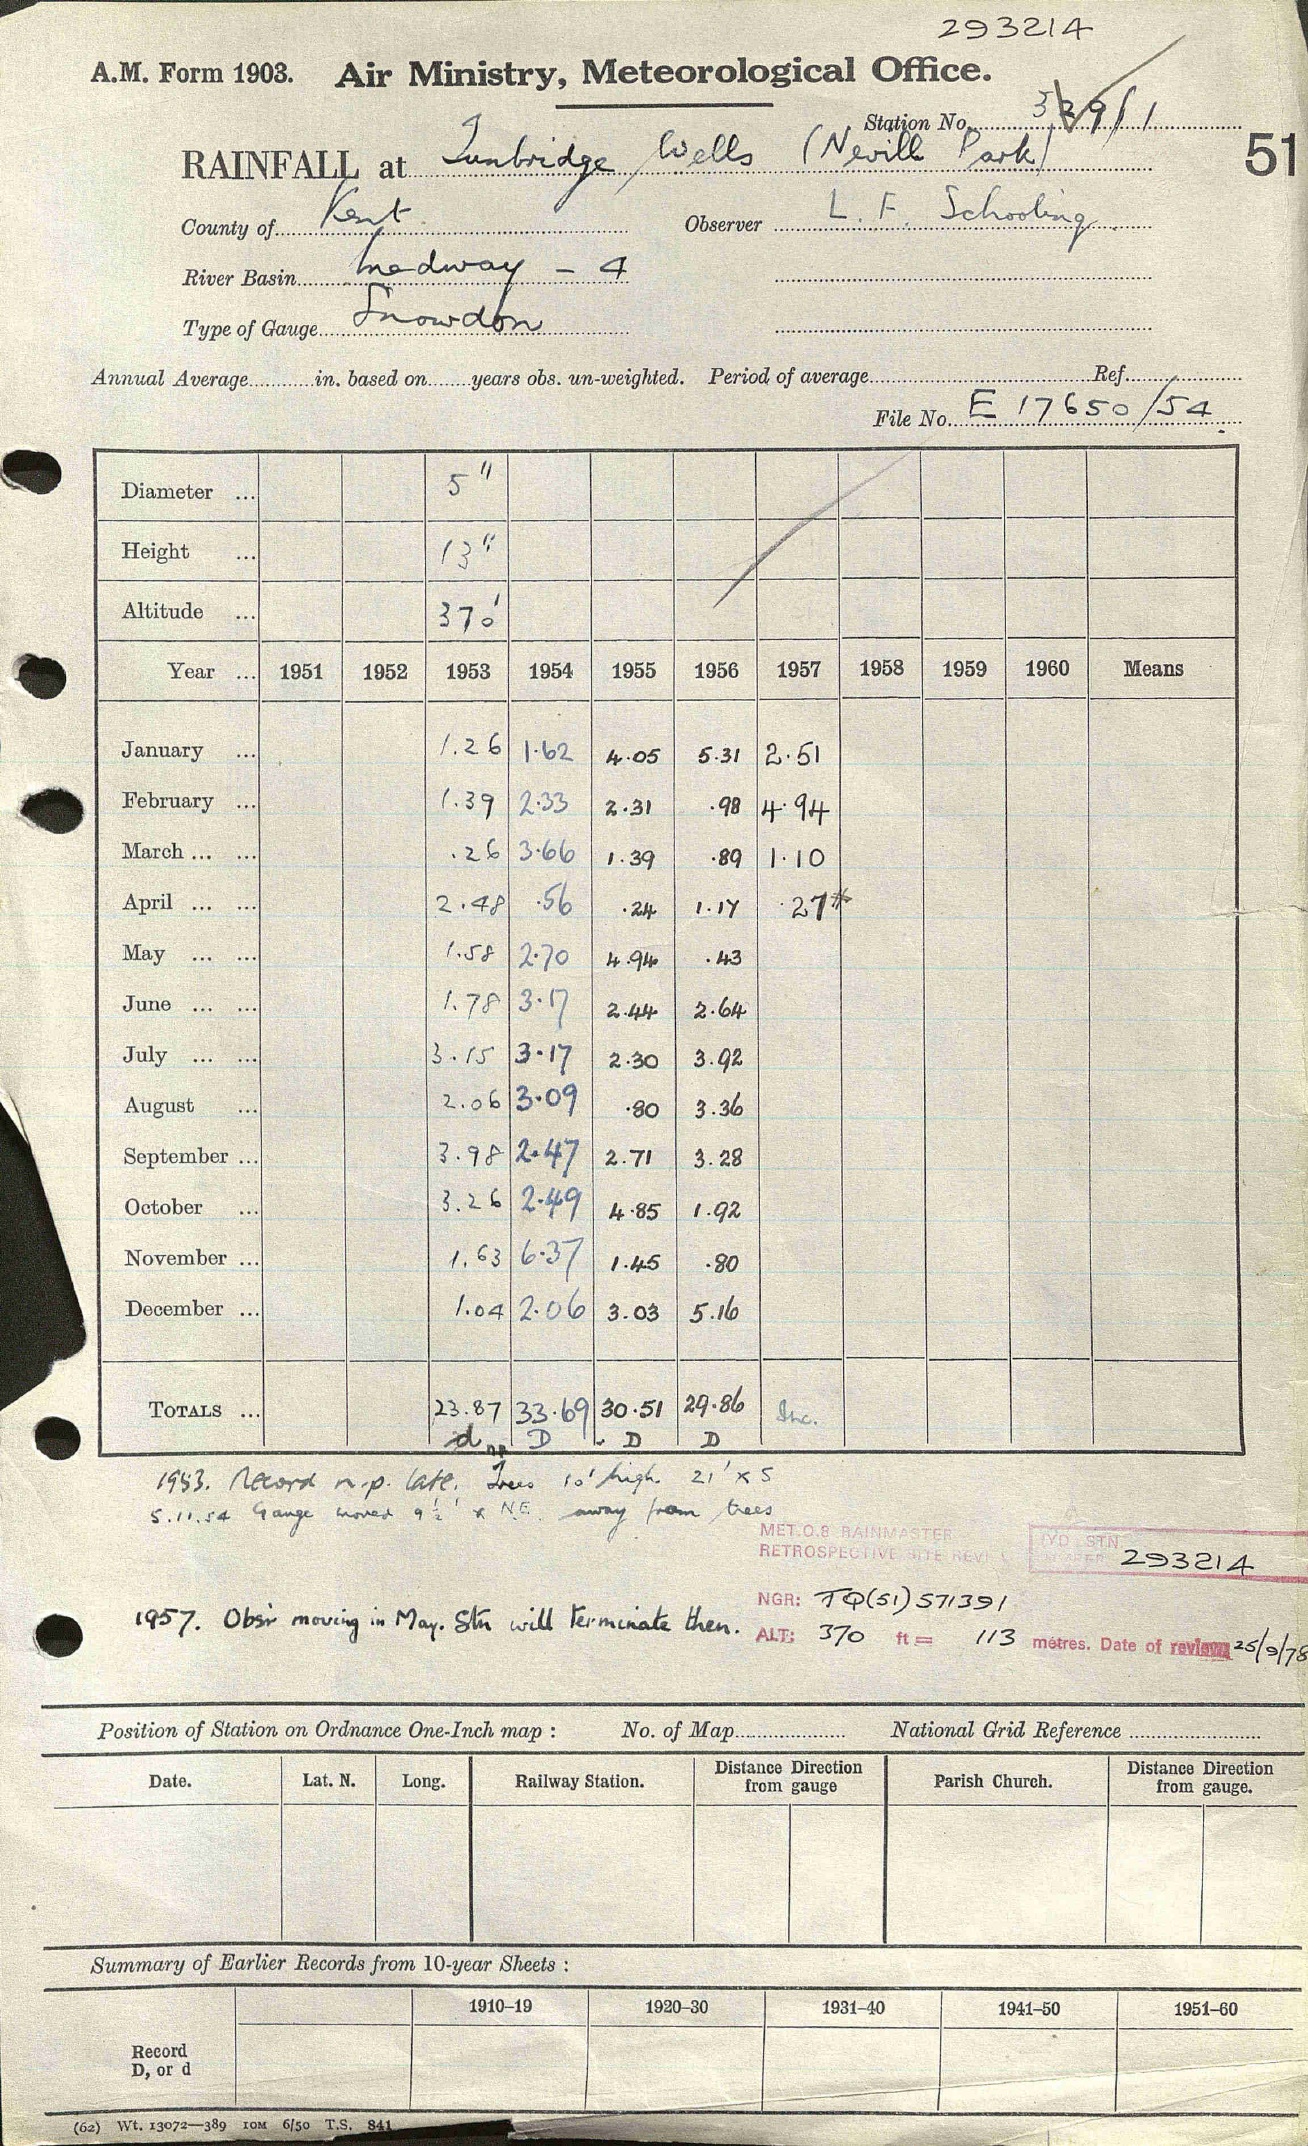 293214
A.M. Form 1903. Air Ministry, Meteorological Office.
Station No. 329/1
RAINFALL at Tunbridge Wells (Nevill Park) 51
County of Kent Observer L. F. Schooling
River Basin Medway - 4
Type of Gauge Snowdon
Annual Average in. based on years obs. un-weighted. Period of average Ref.
File No. E 17650/54
Diameter ... 5"
Height ... 13"
Altitude ... 370'
Year ... 1951 1952 1953 1954 1955 1956 1957 1958 1959 1960 Means
January ... 1.26 1.62 4.05 5.31 2.51
February ... 1.39 2.33 2.31 .98 4.94
March ... ... .26 3.66 1.39 .89 1.10
April ... ... 2.48 .56 .24 1.17 .27*
May ... ... 1.58 2.70 4.94 .43
June ... ... 1.78 3.17 2.44 2.64
July ... ... 3.15 3.17 2.30 3.92
August ... 2.06 3.09 .80 3.36
September ... 3.98 2.47 2.71 3.28
October ... 3.26 2.49 4.85 1.92
November ... 1.63 6.37 1.45 .80
December ... 1.04 2.06 3.03 5.16
TOTALS ... 23.87 33.69 30.51 29.86 Inc.
d np D D D
1953. Record n.p. late. Trees 10' high. 21' x S
5.11.54 Gauge moved 9½' x NE. away from trees
MET.O.8 RAINMASTER
RETROSPECTIVE SITE REVIEW
HYD. STN
NUMBER 293214
NGR: TQ(51)571391
1957. Obsr moving in May. Stn will terminate then.
ALT: 370 ft = 113 metres. Date of review 25/9/78
Position of Station on Ordnance One-Inch map : No. of Map National Grid Reference
Date. Lat. N. Long. Railway Station. Distance Direction from gauge Parish Church. Distance Direction from gauge.
Summary of Earlier Records from 10-year Sheets :
1910–19 1920–30 1931–40 1941–50 1951–60
Record
D, or d
(62) Wt. 13072—389 10M 6/50 T.S. 841